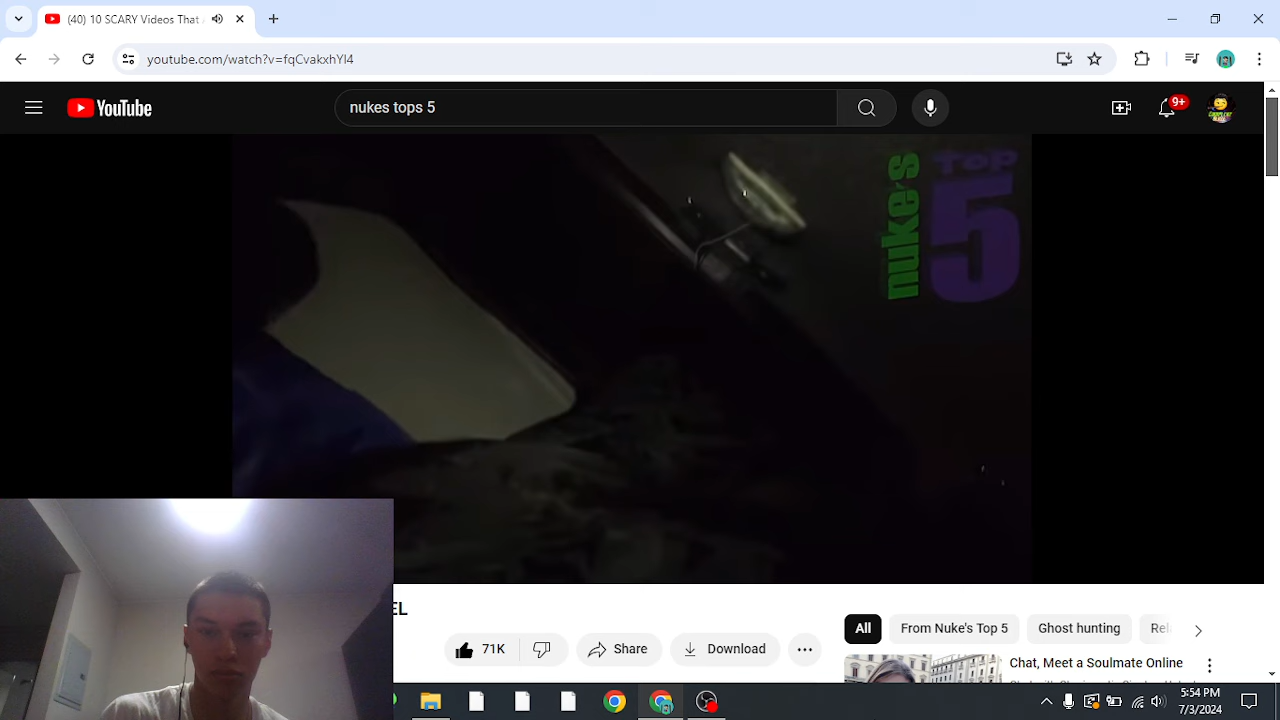 (40) 10 SCARY Videos That
youtube.com/watch?v=fqCvakxhYI4
YouTube
nukes tops 5
9+
nuke's
TOP
5
EL
71K
Share
Download
All
From Nuke's Top 5
Ghost hunting
Rel
Chat, Meet a Soulmate Online
5:54 PM
7/3/2024